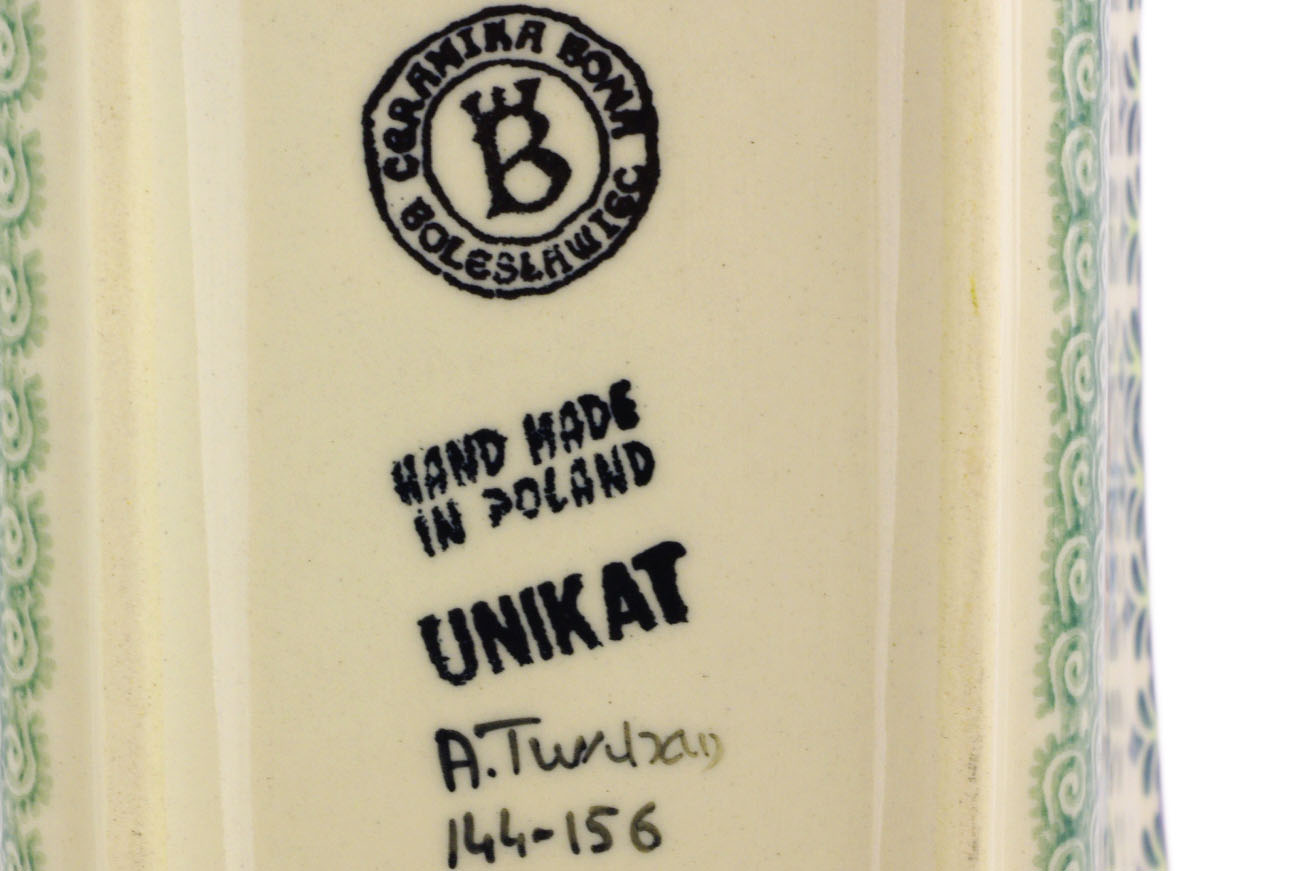 CERAMIKA BONA
BOLESŁAWIEC
B
HAND MADE
IN POLAND
UNIKAT
A.
144-156